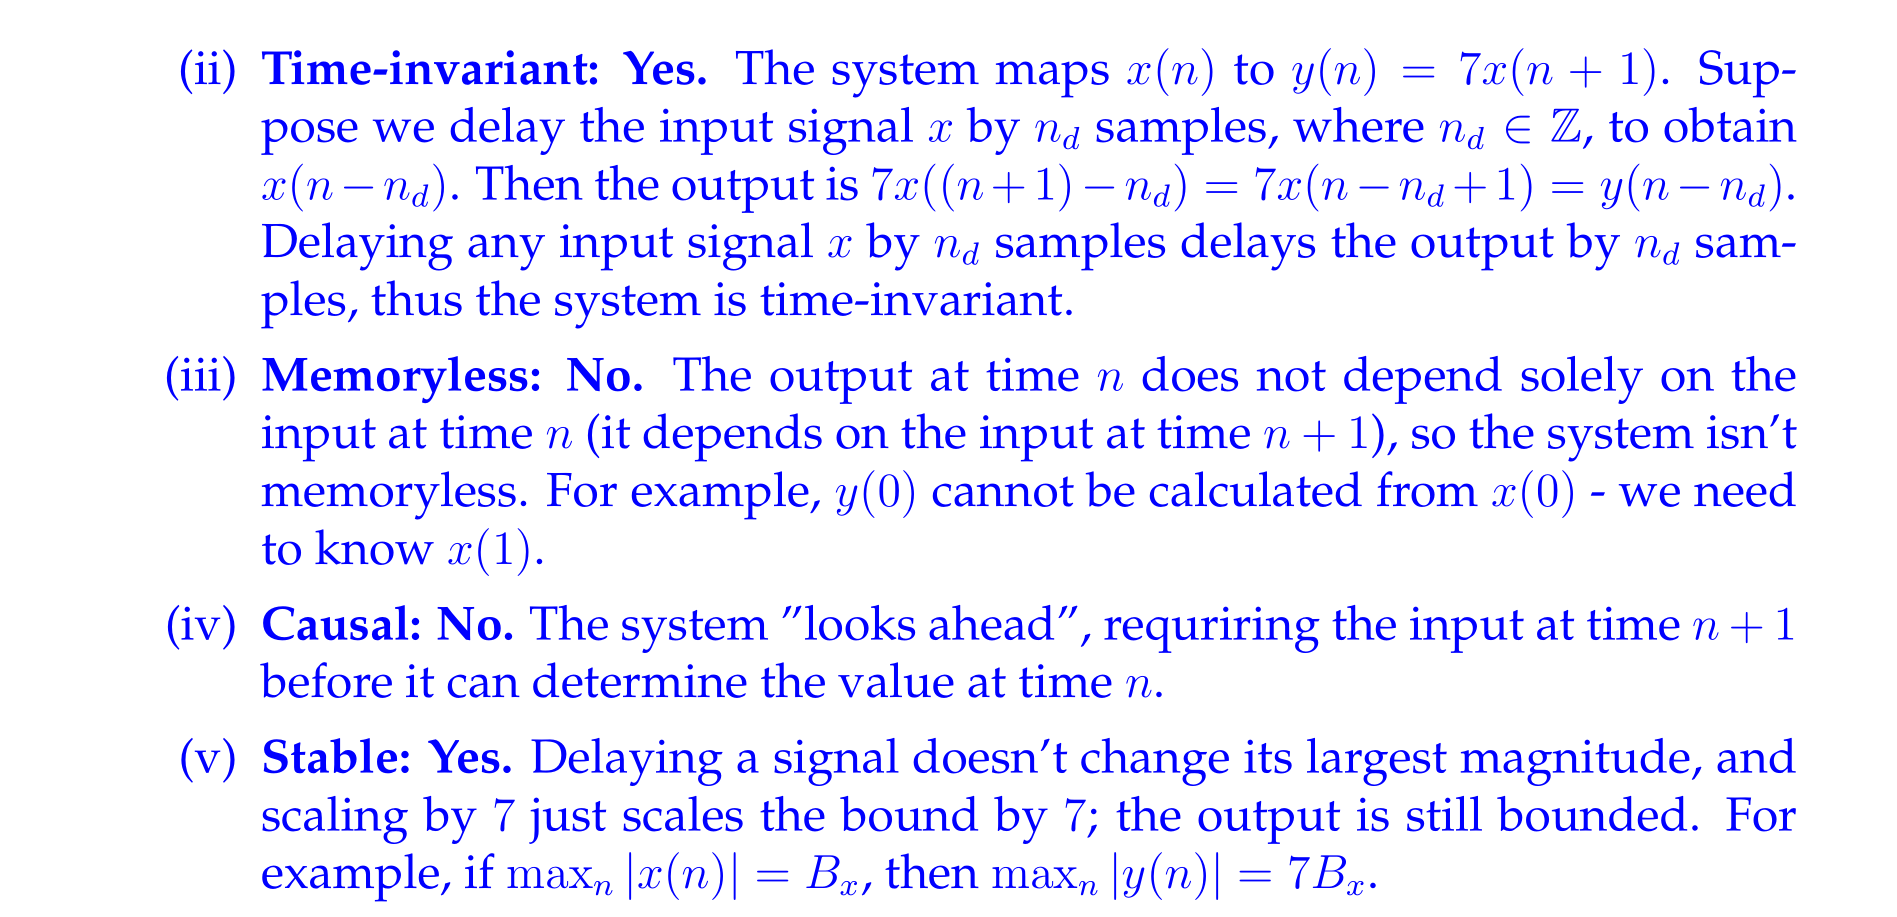 (ii) Time-invariant: Yes. The system maps x(n) to y(n) = 7x(n + 1). Sup-
pose we delay the input signal x by n_d samples, where n_d ∈ ℤ, to obtain
x(n − n_d). Then the output is 7x((n + 1) − n_d) = 7x(n − n_d + 1) = y(n − n_d).
Delaying any input signal x by n_d samples delays the output by n_d sam-
ples, thus the system is time-invariant.
(iii) Memoryless: No. The output at time n does not depend solely on the
input at time n (it depends on the input at time n + 1), so the system isn't
memoryless. For example, y(0) cannot be calculated from x(0) - we need
to know x(1).
(iv) Causal: No. The system ”looks ahead”, requriring the input at time n + 1
before it can determine the value at time n.
(v) Stable: Yes. Delaying a signal doesn't change its largest magnitude, and
scaling by 7 just scales the bound by 7; the output is still bounded. For
example, if max_n |x(n)| = B_x, then max_n |y(n)| = 7B_x.